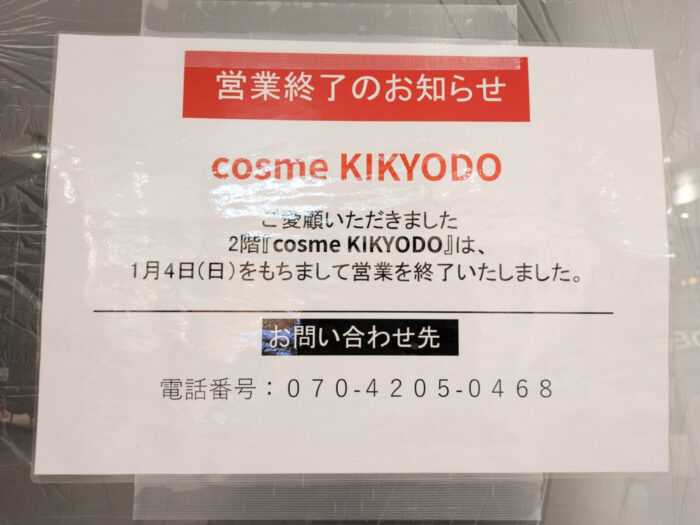 営業終了のお知らせ
cosme KIKYODO
ご愛顧いただきました
2階『cosme KIKYODO』は、
1月4日(日)をもちまして営業を終了いたしました。
お問い合わせ先
電話番号：070-4205-0468